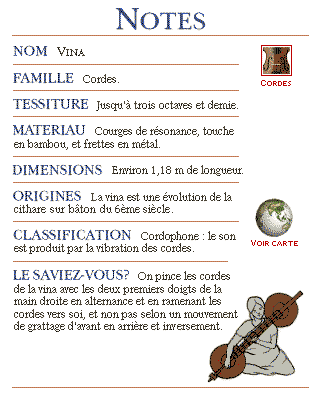 NOTES
NOM VINA
FAMILLE Cordes.
CORDES
TESSITURE Jusqu'à trois octaves et demie.
MATERIAU Courges de résonance, touche
en bambou, et frettes en métal.
DIMENSIONS Environ 1,18 m de longueur.
ORIGINES La vina est une évolution de la
cithare sur bâton du 6ème siècle.
CLASSIFICATION Cordophone : le son
est produit par la vibration des cordes.
VOIR CARTE
LE SAVIEZ-VOUS? On pince les cordes
de la vina avec les deux premiers doigts de la
main droite en alternance et en ramenant les
cordes vers soi, et non pas selon un mouvement
de grattage d'avant en arrière et inversement.